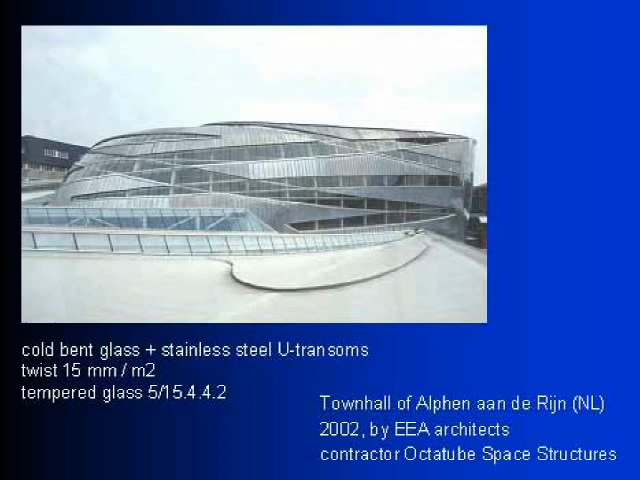 cold bent glass + stainless steel U-transoms
twist 15 mm / m2
tempered glass 5/15.4.4.2
Townhall of Alphen aan de Rijn (NL)
2002, by EEA architects
contractor Octatube Space Structures